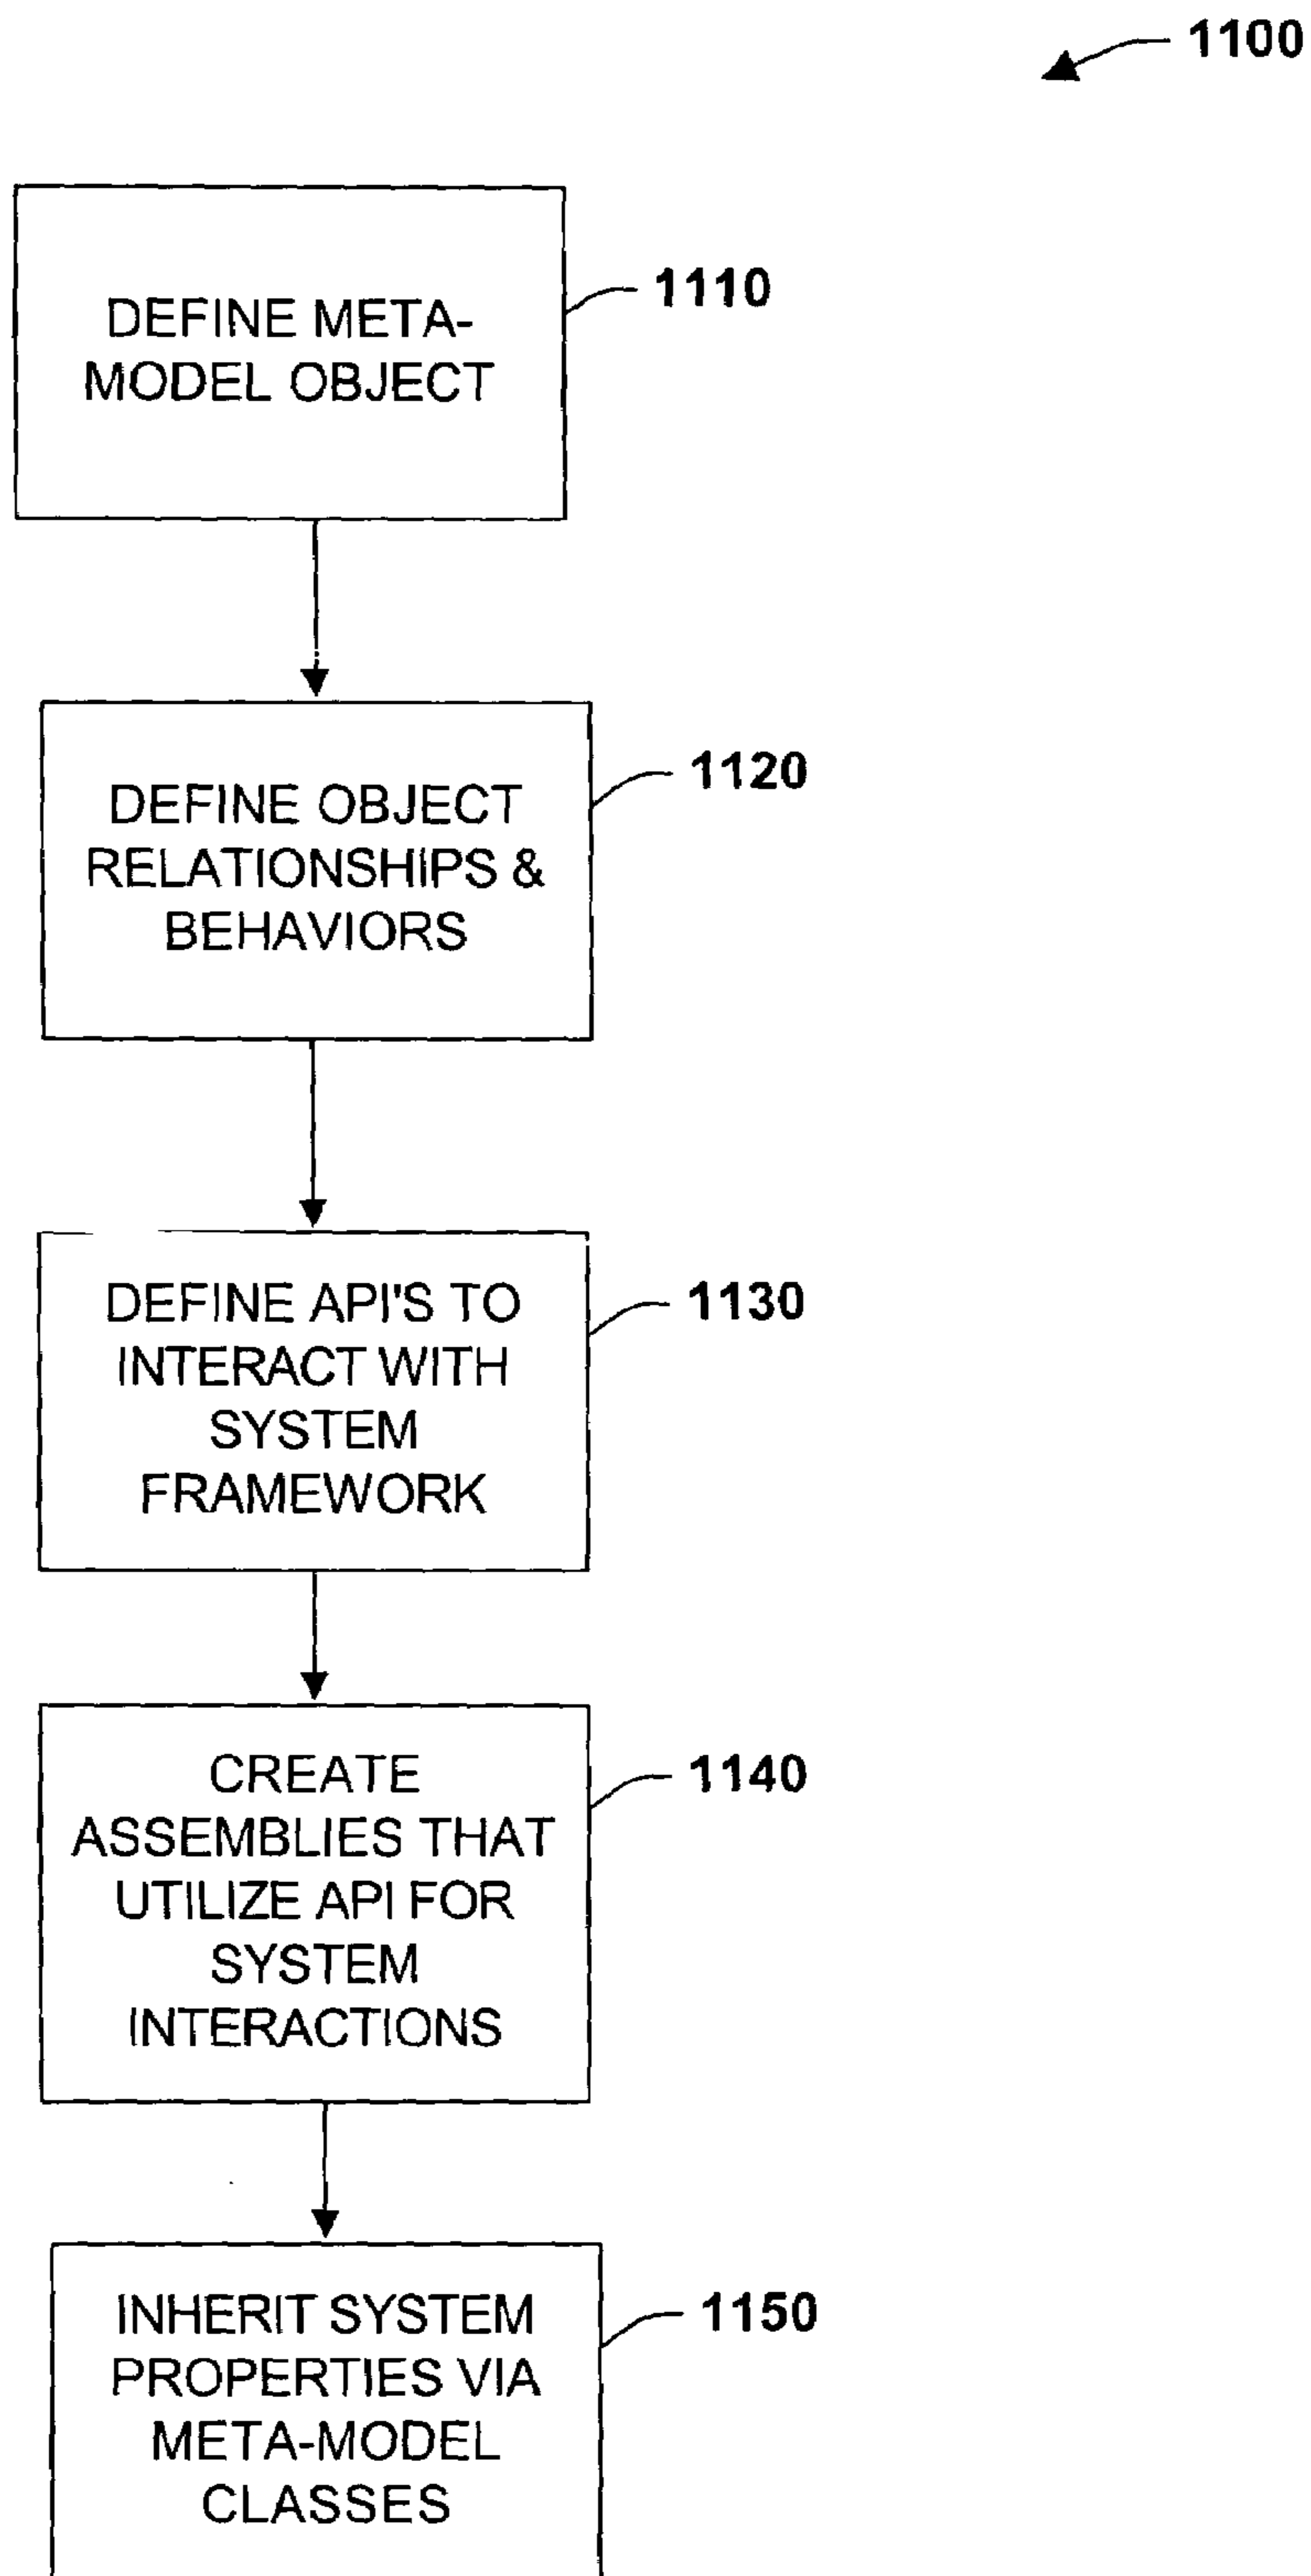 1100
DEFINE META-
MODEL OBJECT
1110
DEFINE OBJECT
RELATIONSHIPS &
BEHAVIORS
1120
DEFINE API'S TO
INTERACT WITH
SYSTEM
FRAMEWORK
1130
CREATE
ASSEMBLIES THAT
UTILIZE API FOR
SYSTEM
INTERACTIONS
1140
INHERIT SYSTEM
PROPERTIES VIA
META-MODEL
CLASSES
1150